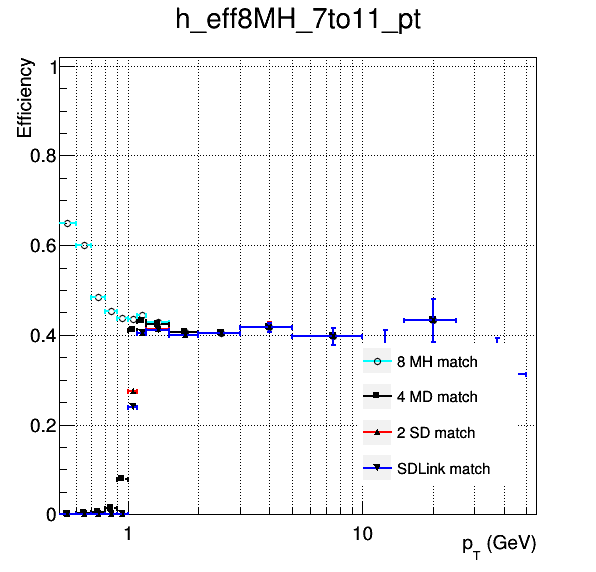 h_eff8MH_7to11_pt
Efficiency
1
0.8
0.6
0.4
0.2
0
8 MH match
4 MD match
2 SD match
SDLink match
1
10
pT (GeV)